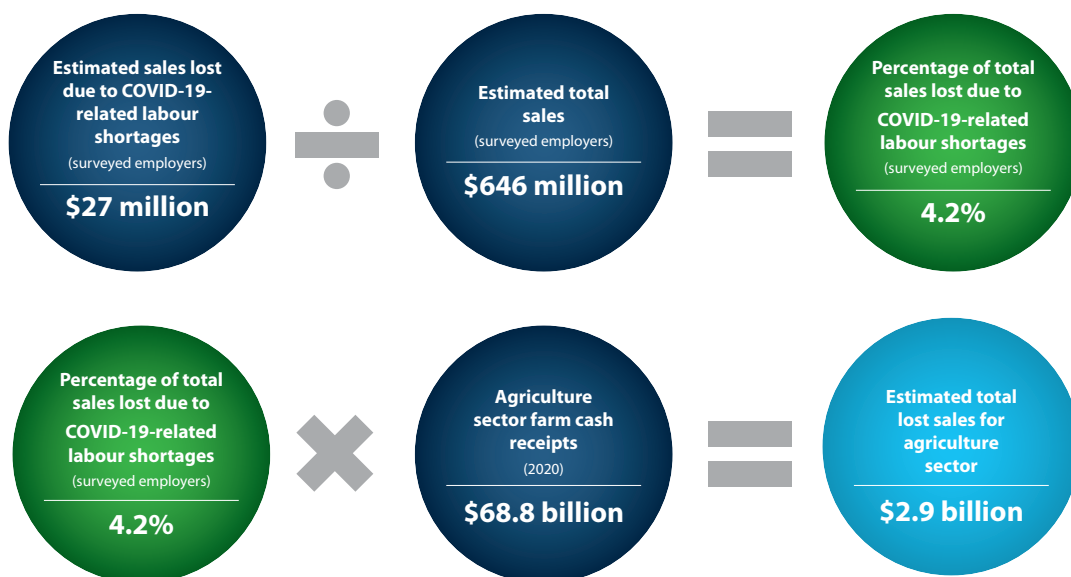 Estimated sales lost
due to COVID-19-
related labour
shortages
(surveyed employers)
$27 million
Estimated total
sales
(surveyed employers)
$646 million
Percentage of total
sales lost due to
COVID-19-related
labour shortages
(surveyed employers)
4.2%
Percentage of total
sales lost due to
COVID-19-related
labour shortages
(surveyed employers)
4.2%
Agriculture
sector farm cash
receipts
(2020)
$68.8 billion
Estimated total
lost sales for
agriculture
sector
$2.9 billion